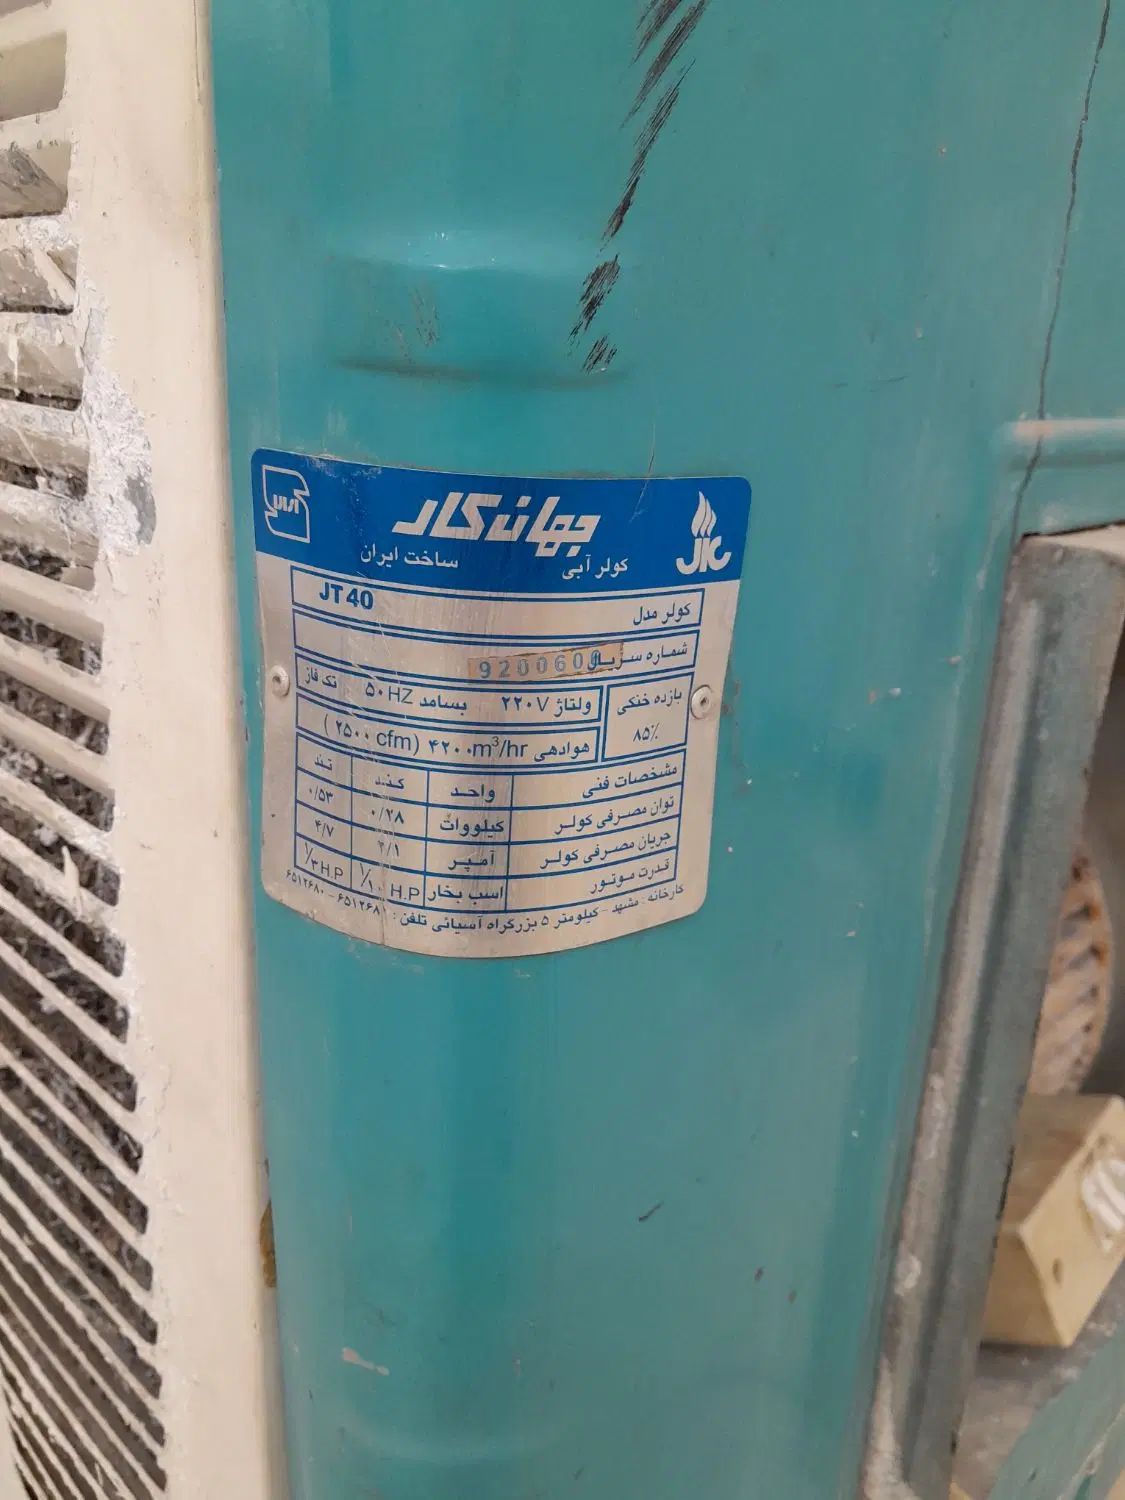 جهان کار
کولر آبی ساخت ایران
کولر مدل JT40
شماره سریال 9200600
بازده خنکی ۸۵٪
ولتاژ ۲۲۰V بسامد ۵۰HZ تک فاز
هوادهی ۴۲۰۰m³/hr (۲۵۰۰ cfm)
مشخصات فنی واحد کند تند
توان مصرفی کولر کیلووات ۰/۲۸ ۰/۵۳
جریان مصرفی کولر آمپر ۴/۱ ۴/۷
قدرت موتور اسب بخار ۱/۱۰ H.P ۱/۳ H.P
کارخانه: مشهد - کیلومتر ۵ بزرگراه آسیائی تلفن: ۶۵۱۲۶۸۱ - ۶۵۱۲۶۸۰